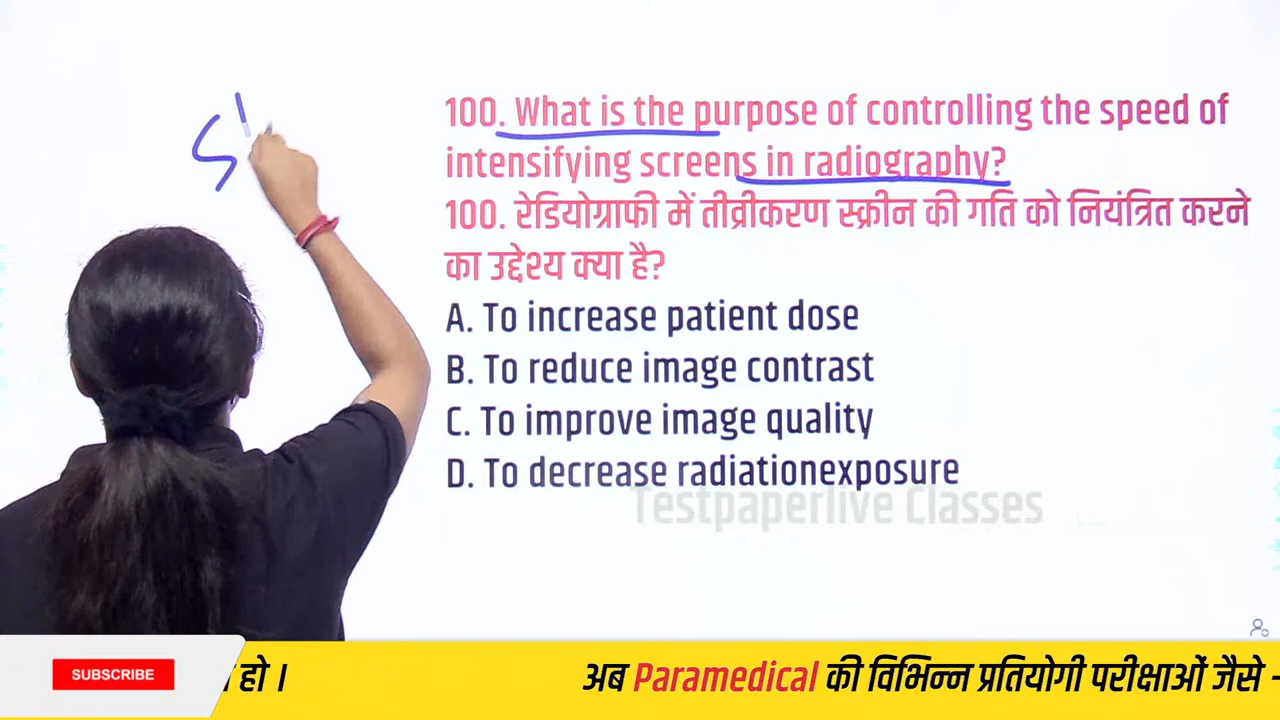 100. What is the purpose of controlling the speed of
intensifying screens in radiography?
100. रेडियोग्राफी में तीव्रीकरण स्क्रीन की गति को नियंत्रित करने
का उद्देश्य क्या है?
A. To increase patient dose
B. To reduce image contrast
C. To improve image quality
D. To decrease radiationexposure
Testpaperlive Classes
SUBSCRIBE
हो ।
अब Paramedical की विभिन्न प्रतियोगी परीक्षाओं जैसे -